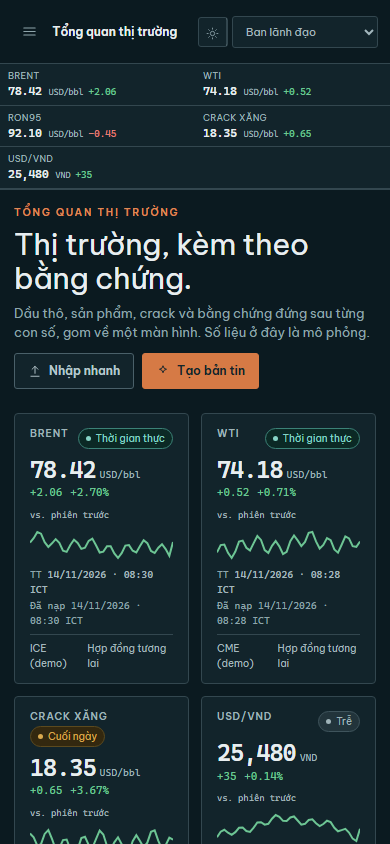 Tổng quan thị trường
Ban lãnh đạo
BRENT
78.42 USD/bbl +2.06
WTI
74.18 USD/bbl +0.52
RON95
92.10 USD/bbl −0.45
CRACK XĂNG
18.35 USD/bbl +0.65
USD/VND
25,480 VND +35
TỔNG QUAN THỊ TRƯỜNG
Thị trường, kèm theo
bằng chứng.
Dầu thô, sản phẩm, crack và bằng chứng đứng sau từng
con số, gom về một màn hình. Số liệu ở đây là mô phỏng.
Nhập nhanh
Tạo bản tin
BRENT
Thời gian thực
78.42 USD/bbl
+2.06 +2.70%
vs. phiên trước
TT 14/11/2026 · 08:30
ICT
Đã nạp 14/11/2026 ·
08:30 ICT
ICE
(demo)
Hợp đồng tương
lai
WTI
Thời gian thực
74.18 USD/bbl
+0.52 +0.71%
vs. phiên trước
TT 14/11/2026 · 08:28
ICT
Đã nạp 14/11/2026 ·
08:28 ICT
CME
(demo)
Hợp đồng tương
lai
CRACK XĂNG
Cuối ngày
18.35 USD/bbl
+0.65 +3.67%
vs. phiên trước
USD/VND
Trễ
25,480 VND
+35 +0.14%
vs. phiên trước